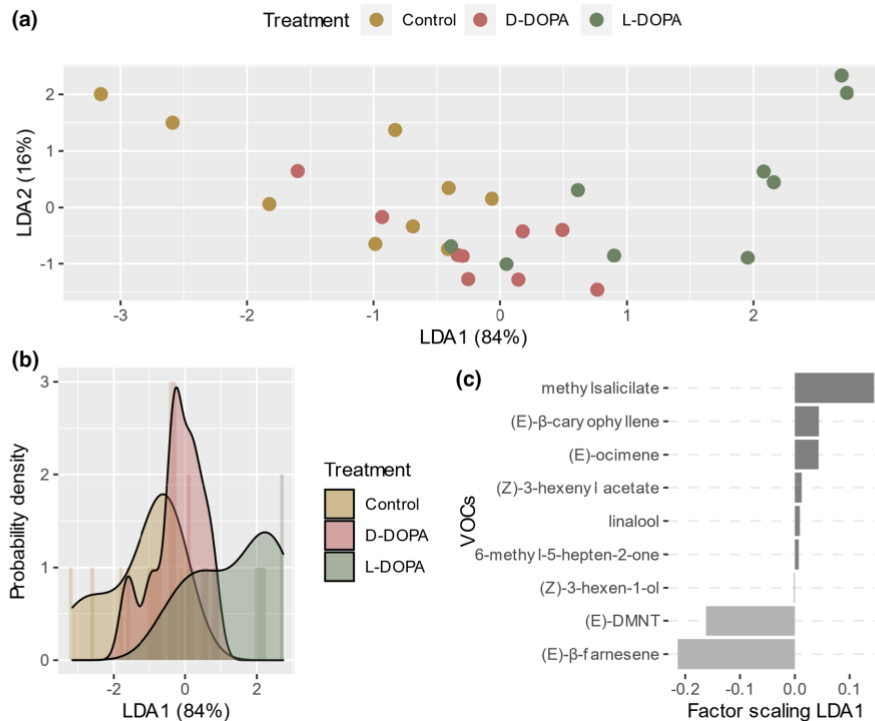 (a)
Treatment Control D-DOPA L-DOPA
LDA2 (16%)
2
1
0
-1
-3 -2 -1 0 1 2
LDA1 (84%)
(b)
Probability density
3
2
1
0
-2 0 2
LDA1 (84%)
Treatment
Control
D-DOPA
L-DOPA
(c)
VOCs
methylsalicilate
(E)-β-caryophyllene
(E)-ocimene
(Z)-3-hexenyl acetate
linalool
6-methyl-5-hepten-2-one
(Z)-3-hexen-1-ol
(E)-DMNT
(E)-β-farnesene
-0.2 -0.1 0.0 0.1
Factor scaling LDA1